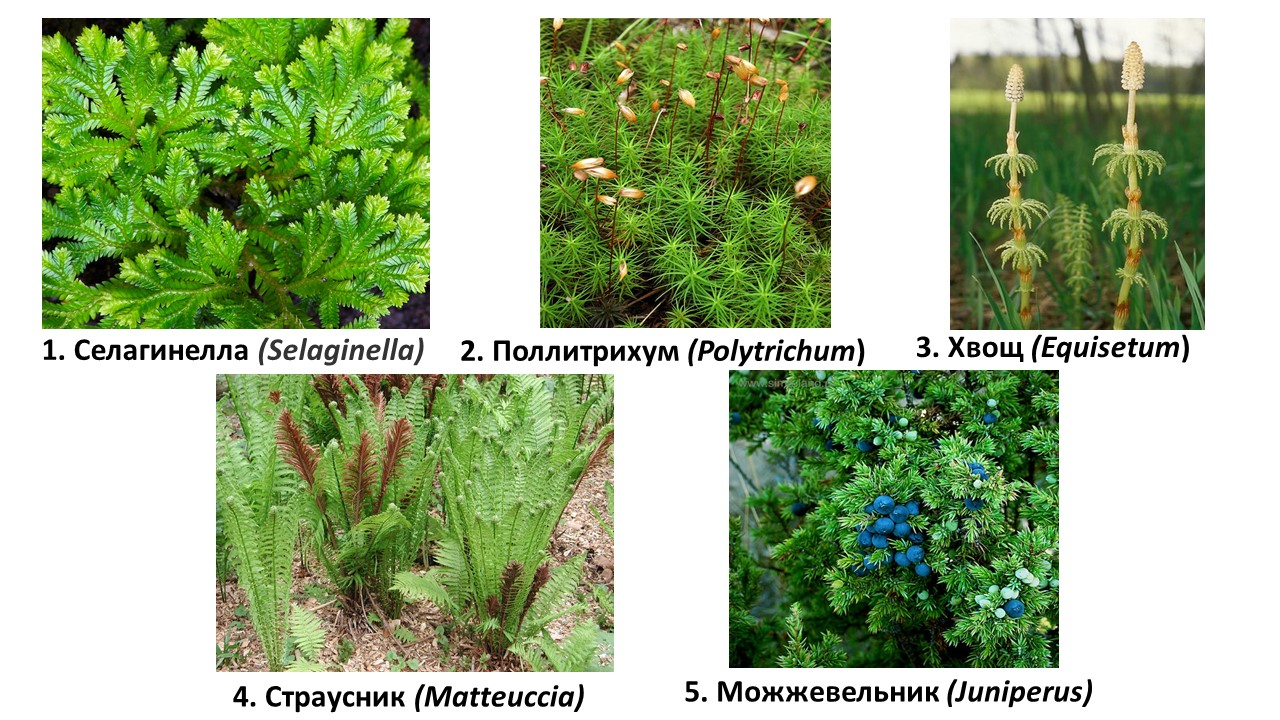 1. Селагинелла (Selaginella)
2. Поллитрихум (Polytrichum)
3. Хвощ (Equisetum)
4. Страусник (Matteuccia)
5. Можжевельник (Juniperus)